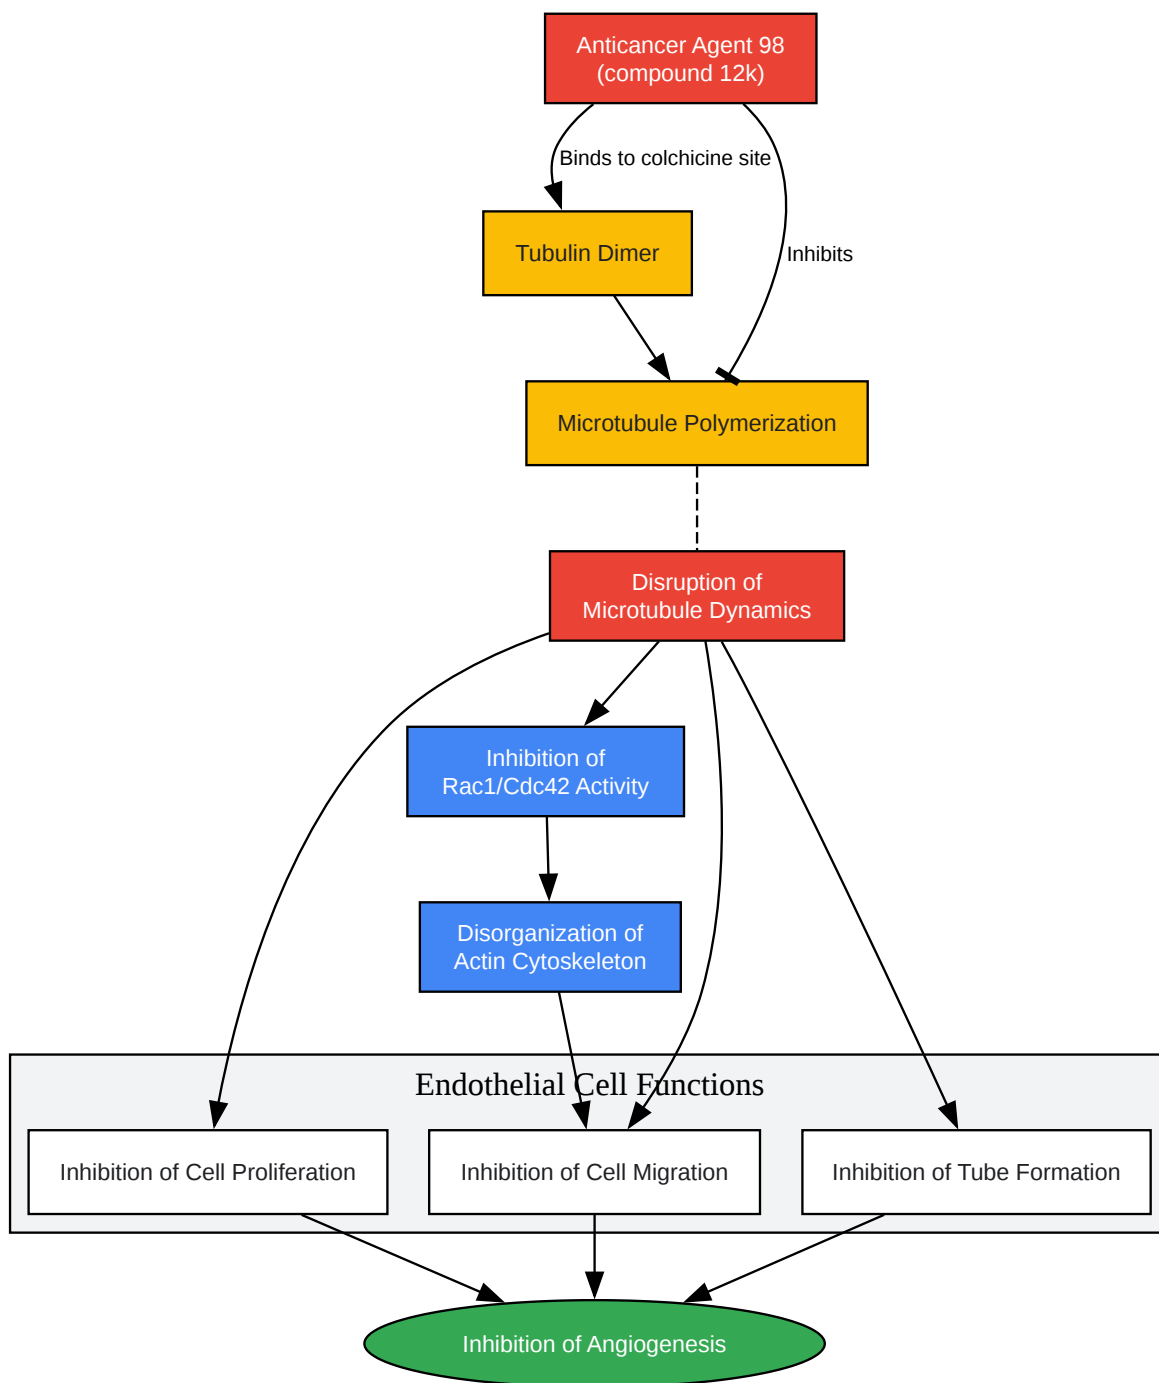 Anticancer Agent 98
(compound 12k)
Binds to colchicine site
Tubulin Dimer
Inhibits
Microtubule Polymerization
Disruption of
Microtubule Dynamics
Inhibition of
Rac1/Cdc42 Activity
Disorganization of
Actin Cytoskeleton
Endothelial Cell Functions
Inhibition of Cell Proliferation
Inhibition of Cell Migration
Inhibition of Tube Formation
Inhibition of Angiogenesis